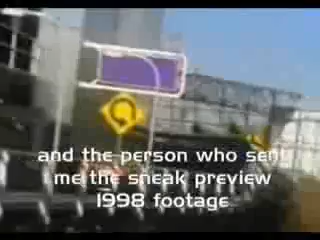 and the person who sent
me the sneak preview
1998 footage